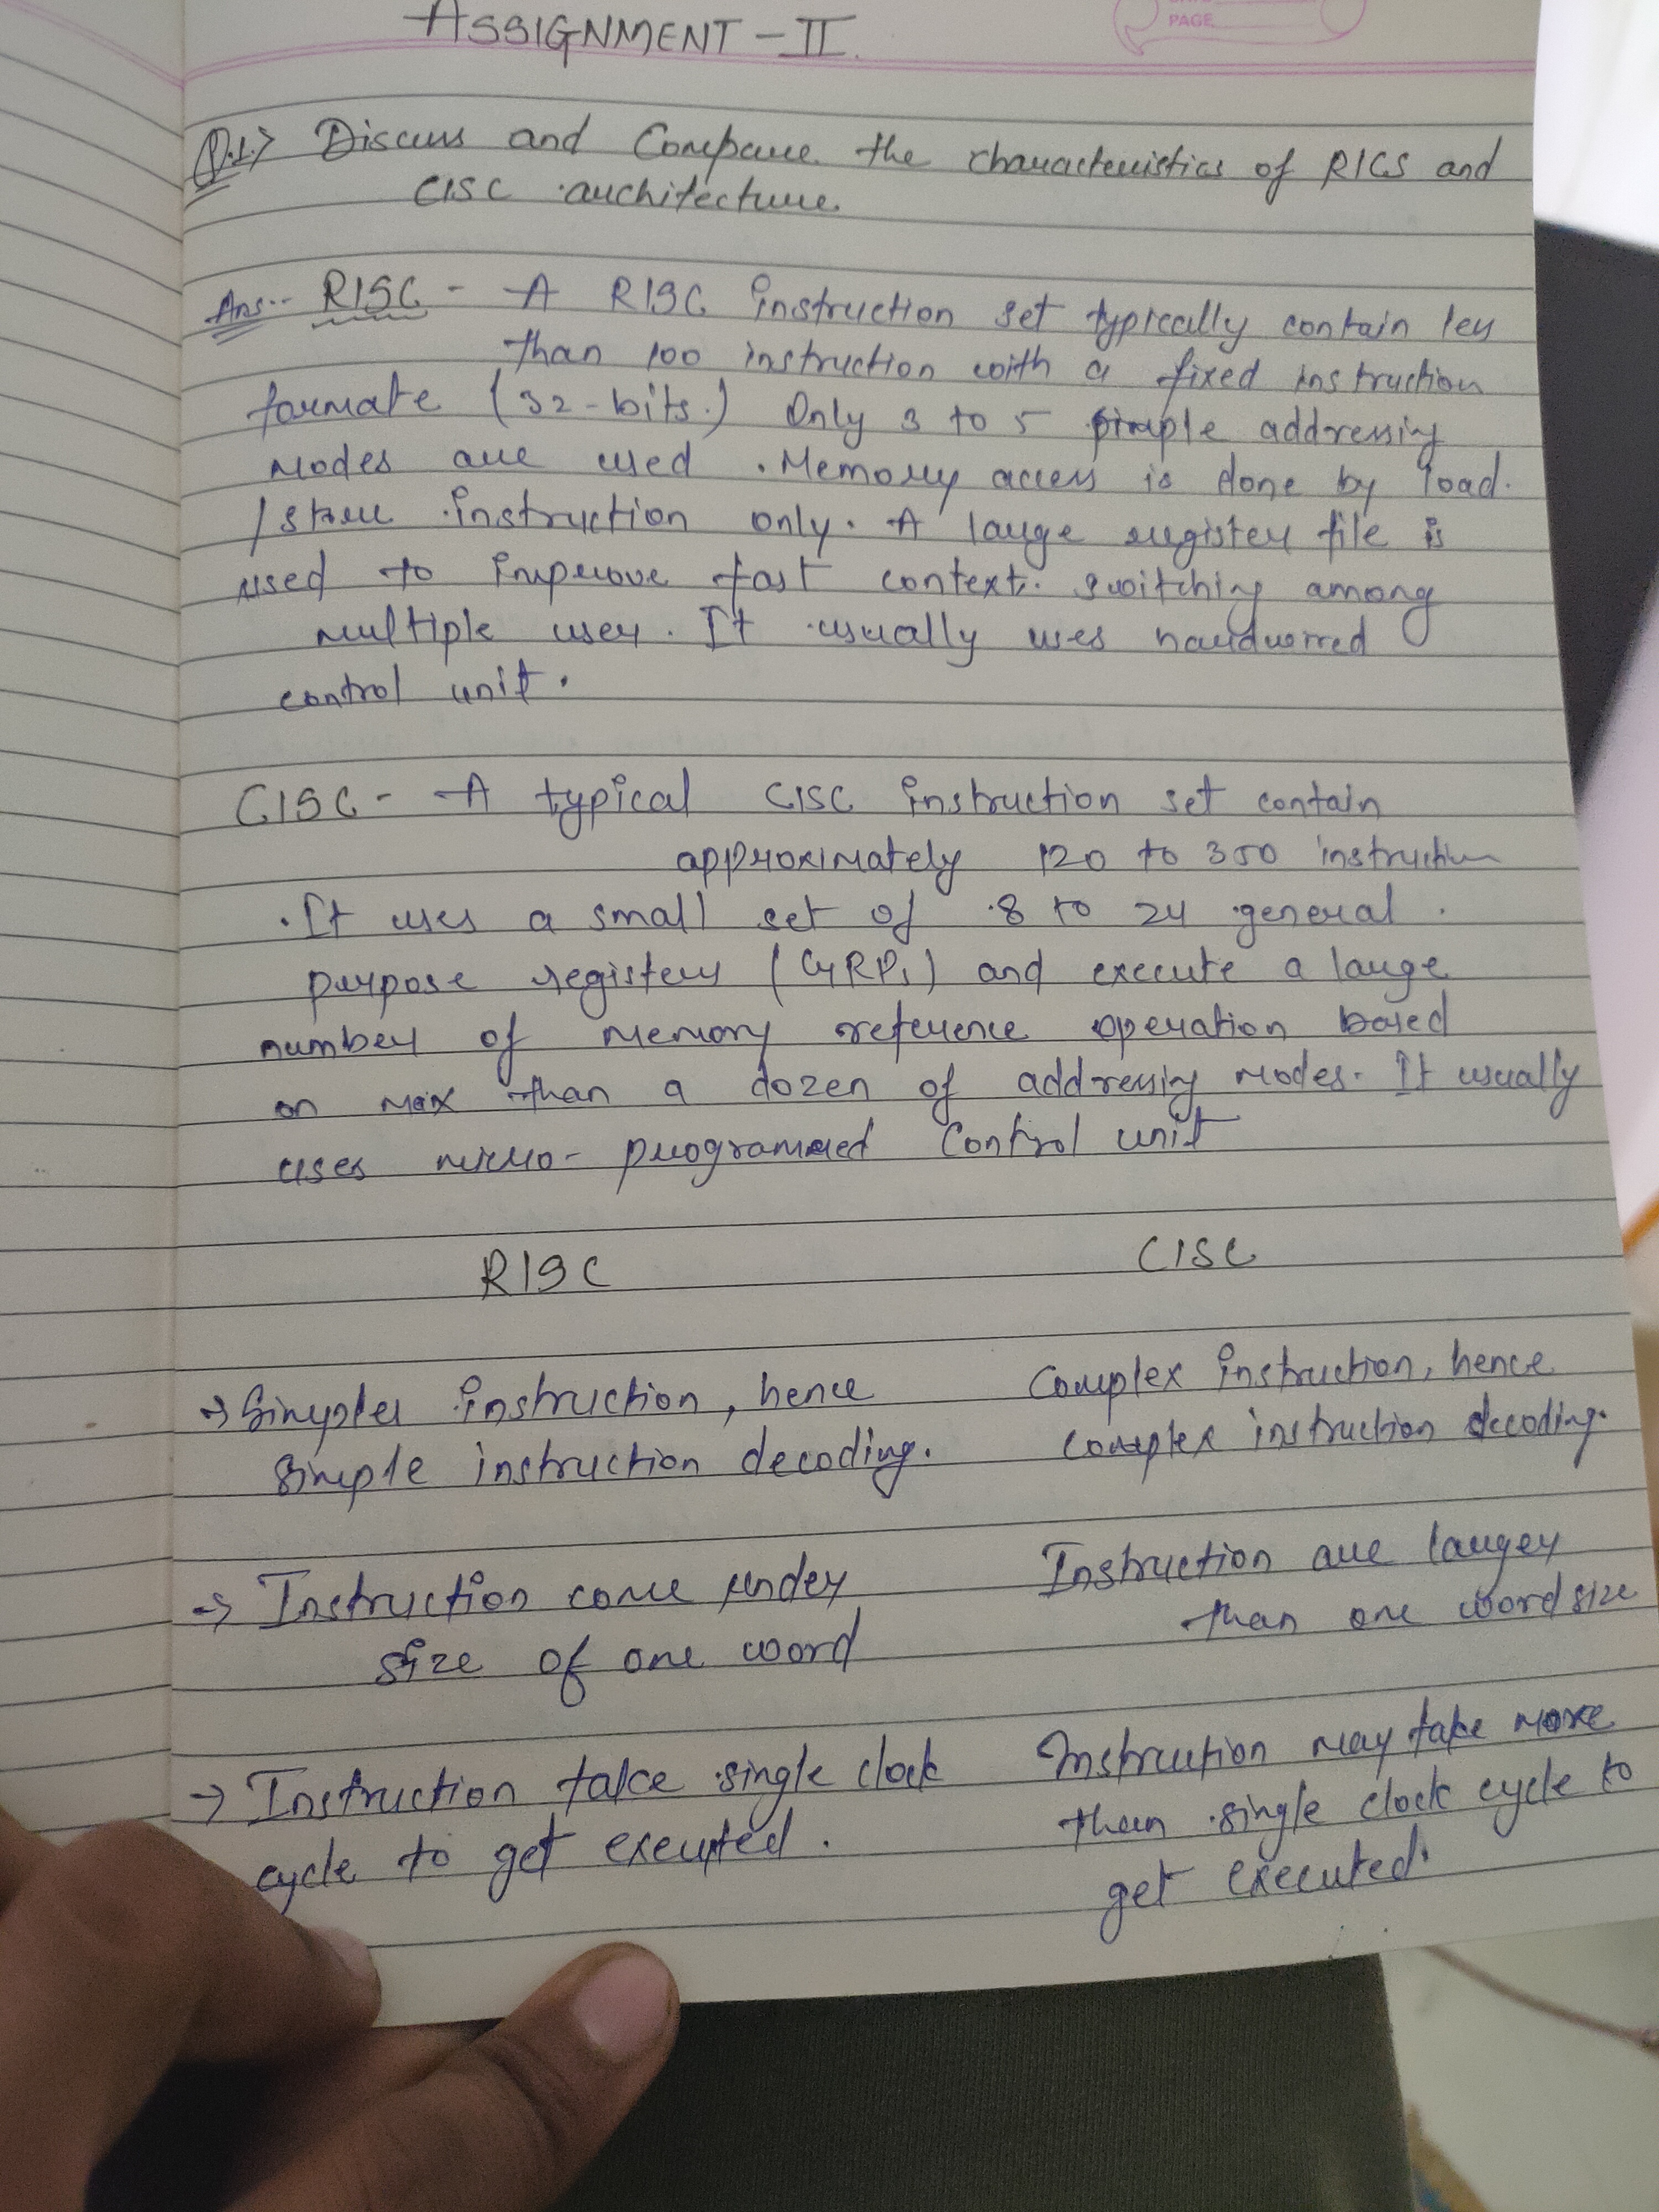 PAGE
ASSIGNMENT - II
Q.1.> Discuss and Compare the characteristics of RICS and
CISC architecture.
Ans:- RISC - A RISC instruction set typically contain less
than 100 instruction with a fixed instruction
formate (32-bits.) Only 3 to 5 simple addressing
modes are used. Memory access is done by load
/store instruction only. A large register file is
used to improve fast context switching among
multiple user. It usually uses hardwired
control unit.
CISC - A typical CISC instruction set contain
approximately 120 to 350 instruction
. It uses a small set of 8 to 24 general
purpose registers (GRPs) and execute a large
number of memory reference operation based
on than a dozen of addressing modes. It usually
uses micro-programmed Control unit
RISC CISC
→ Simpler instruction, hence Complex instruction, hence
simple instruction decoding. complex instruction decoding.
→ Instruction come under Instruction are larger
size of one word than one word size
→ Instruction take single clock Instruction may take more
cycle to get executed. than single clock cycle to
get executed.